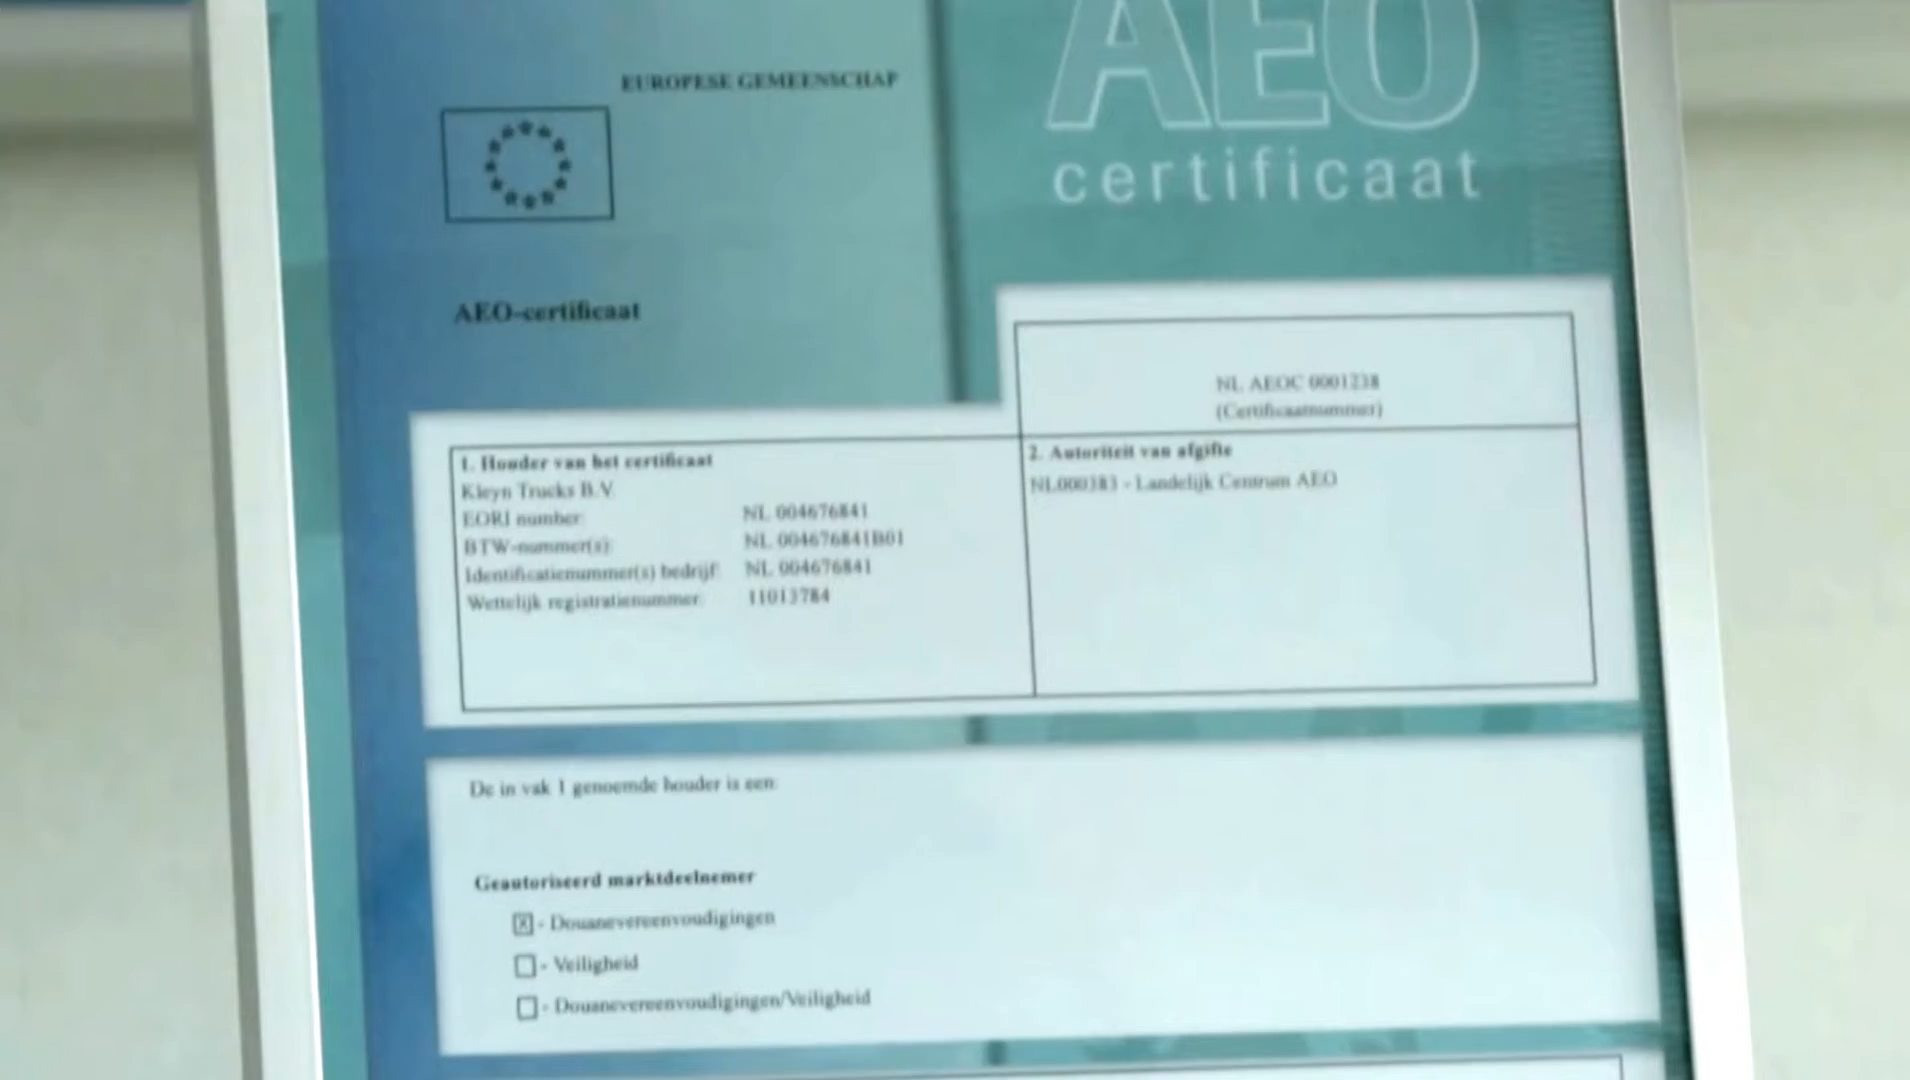 EUROPESE GEMEENSCHAP
AEO
certificaat
AEO-certificaat
NL AEOC 0001238
(Certificaatnummer)
1. Houder van het certificaat
Kleyn Trucks B.V.
EORI number: NL 004676841
BTW-nummer(s): NL 004676841B01
Identificatienummer(s) bedrijf: NL 004676841
Wettelijk registratienummer: 11013784
2. Autoriteit van afgifte
NL000383 - Landelijk Centrum AEO
De in vak 1 genoemde houder is een:
Geautoriseerd marktdeelnemer
x - Douanevereenvoudigingen
- Veiligheid
- Douanevereenvoudigingen/Veiligheid